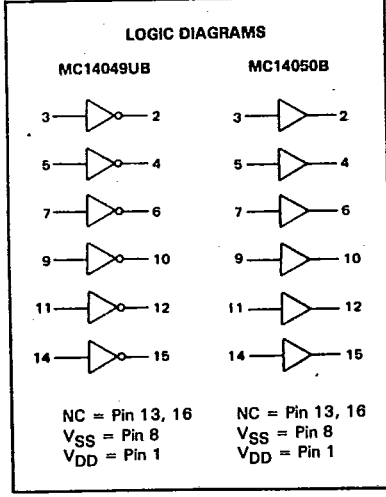 LOGIC DIAGRAMS
MC14049UB MC14050B
3 2 3 2
5 4 5 4
7 6 7 6
9 10 9 10
11 12 11 12
14 15 14 15
NC = Pin 13, 16 NC = Pin 13, 16
VSS = Pin 8 VSS = Pin 8
VDD = Pin 1 VDD = Pin 1